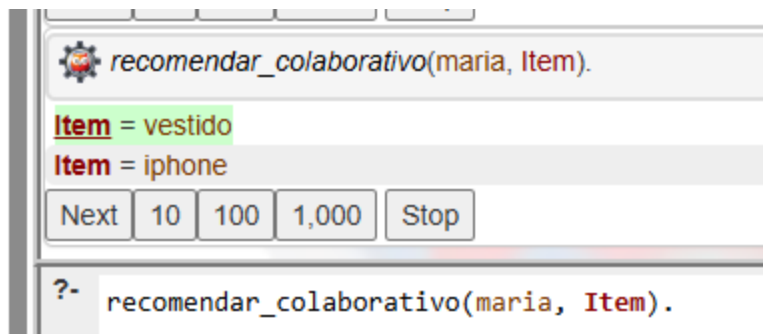 recomendar_colaborativo(maria, Item).
Item = vestido
Item = iphone
Next 10 100 1,000 Stop
?- recomendar_colaborativo(maria, Item).